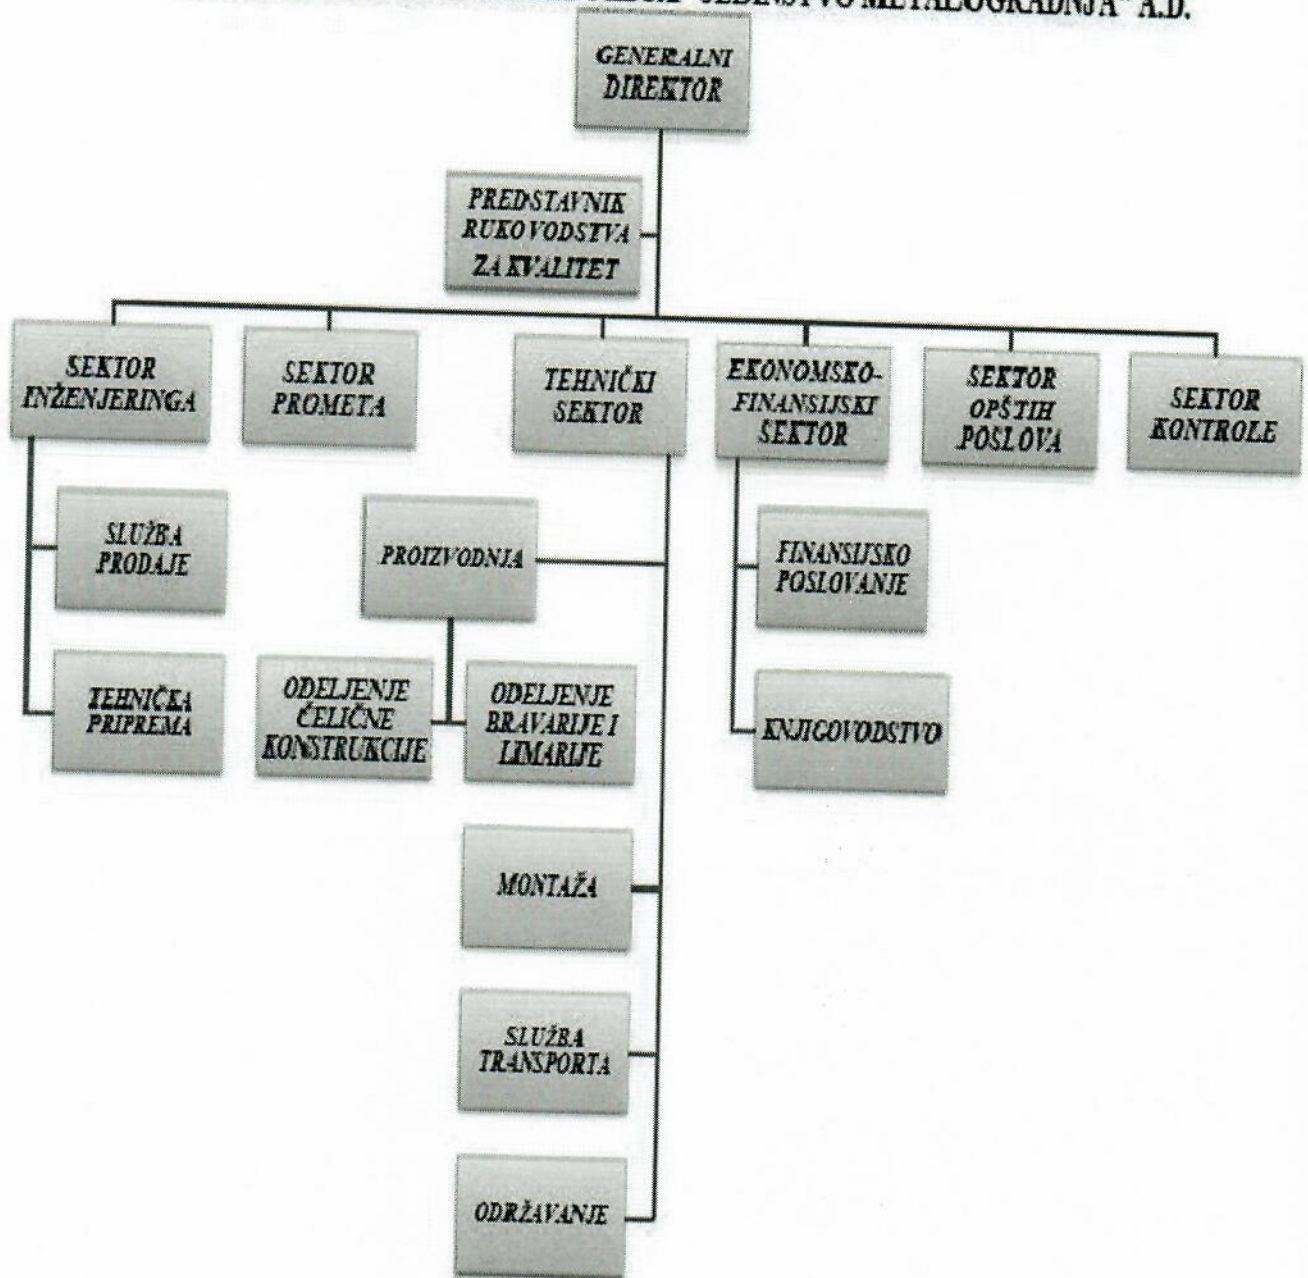 "JEDINSTVO METALOGRADNJA" A.D.
GENERALNI
DIREKTOR
PREDSTAVNIK
RUKOVODSTVA
ZA KVALITET
SEKTOR
INŽENJERINGA
SEKTOR
PROMETA
TEHNIČKI
SEKTOR
EKONOMSKO-
FINANSIJSKI
SEKTOR
SEKTOR
OPŠTIH
POSLOVA
SEKTOR
KONTROLE
SLUŽBA
PRODAJE
PROIZVODNJA
FINANSIJSKO
POSLOVANJE
TEHNIČKA
PRIPREMA
ODELJENJE
ČELIČNE
KONSTRUKCIJE
ODELJENJE
BRAVARIJE I
LIMARIJE
KNJIGOVODSTVO
MONTAŽA
SLUŽBA
TRANSPORTA
ODRŽAVANJE